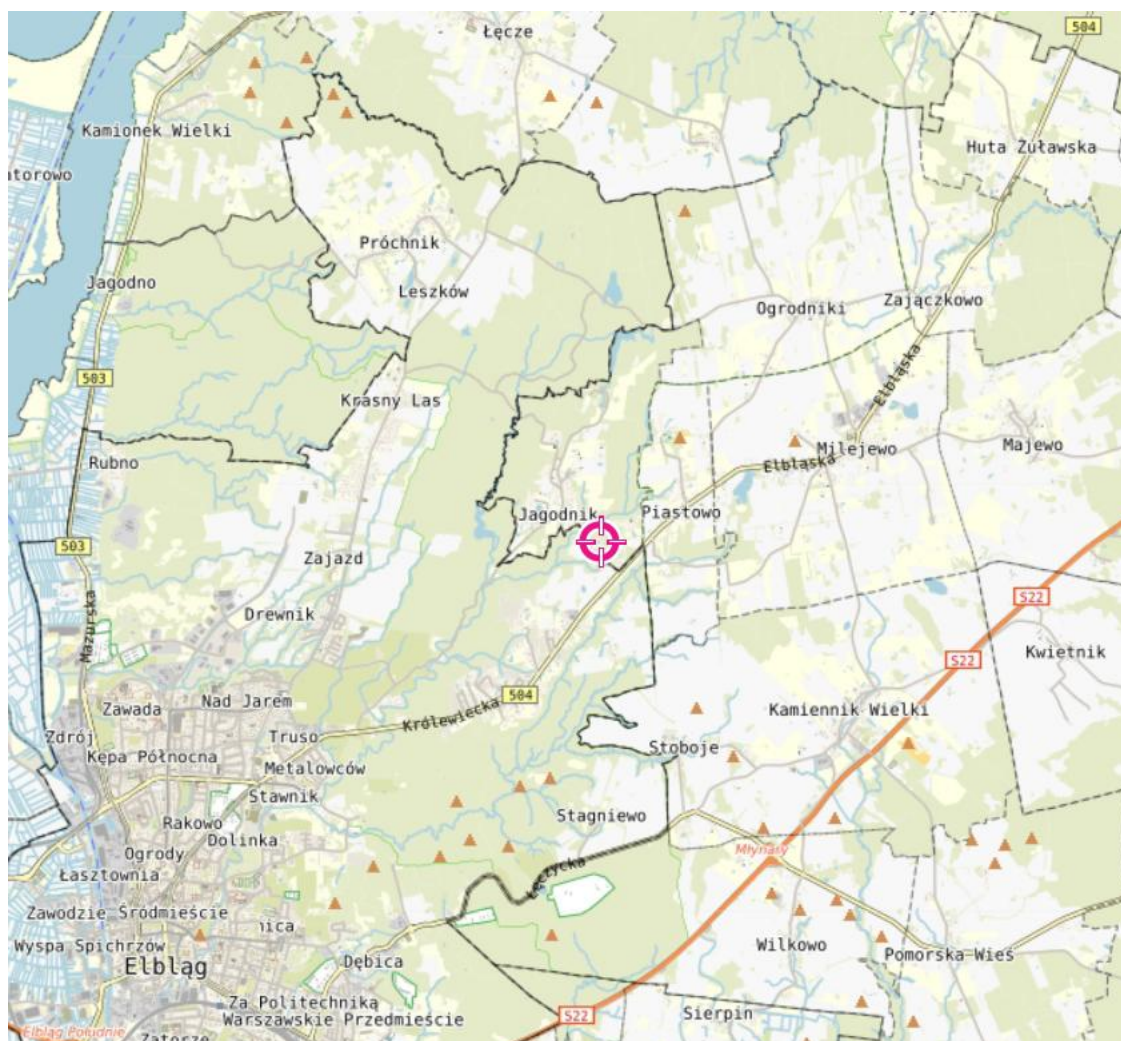 Łęcze
504
Kamionek Wielki
Huta Żuławska
Próchnik
Jagodno
Leszków
Ogrodniki
Zajączkowo
503
Elbląska
Krasny Las
Rubno
Elbląska
Milejewo
Majewo
Jagodnik
Piastowo
503
Zajazd
S22
Mazurska
Drewnik
Kwietnik
S22
504
Nad Jarem
Zawada
Królewiecka
Kamiennik Wielki
Zdrój
Truso
Kępa Północna
Stoboje
Metalowców
Stawnik
Stagniewo
Rakowo
Dolinka
Ogrody
Młynary
Łęczycka
Łasztownia
Zawodzie
Śródmieście
Wyspa Spichrzów
Wilkowo
Pomorska Wieś
Elbląg
Dębica
Za Politechniką
Warszawskie Przedmieście
S22
Sierpin
Elbląg Południe